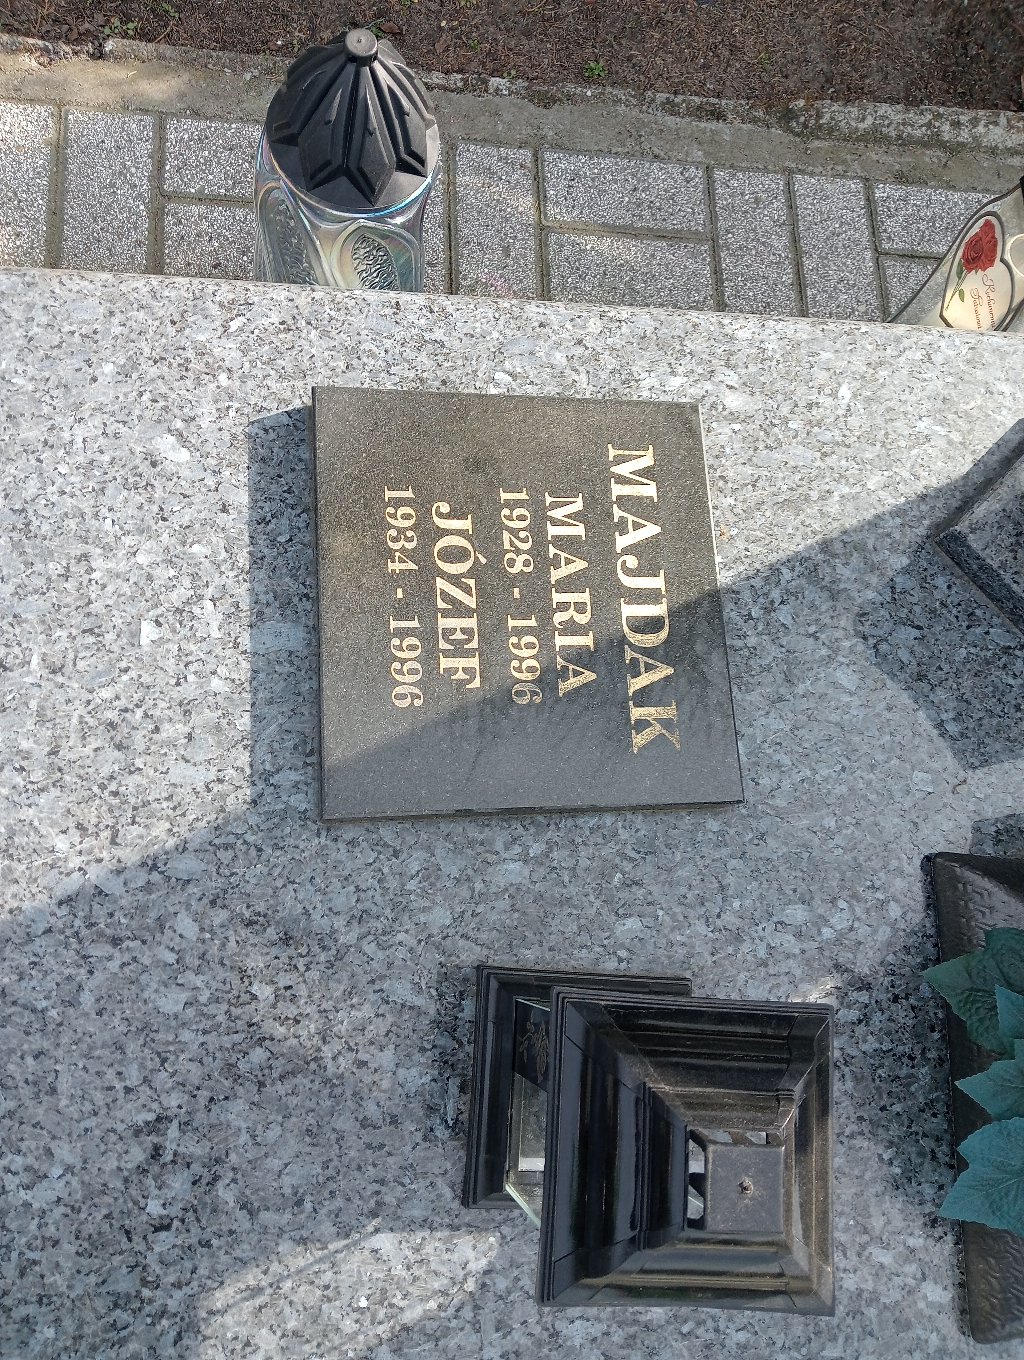 MAJDAK
MARIA
1928 - 1996
JÓZEF
1934 - 1996